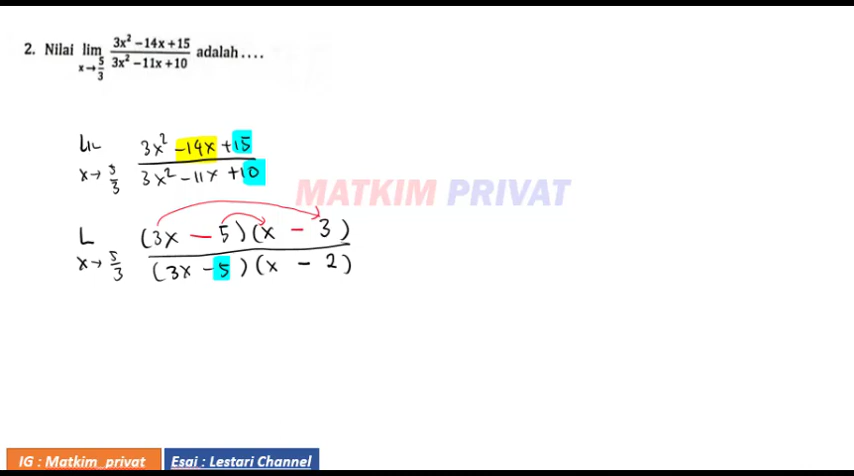 2. Nilai lim x→5/3 (3x² −14x+15)/(3x² −11x+10) adalah....
Li x→5/3 (3x² −14x +15)/(3x² −11x +10)
MATKIM PRIVAT
L x→5/3 (3x − 5)(x − 3)/(3x − 5)(x − 2)
IG : Matkim_privat
Esai : Lestari Channel